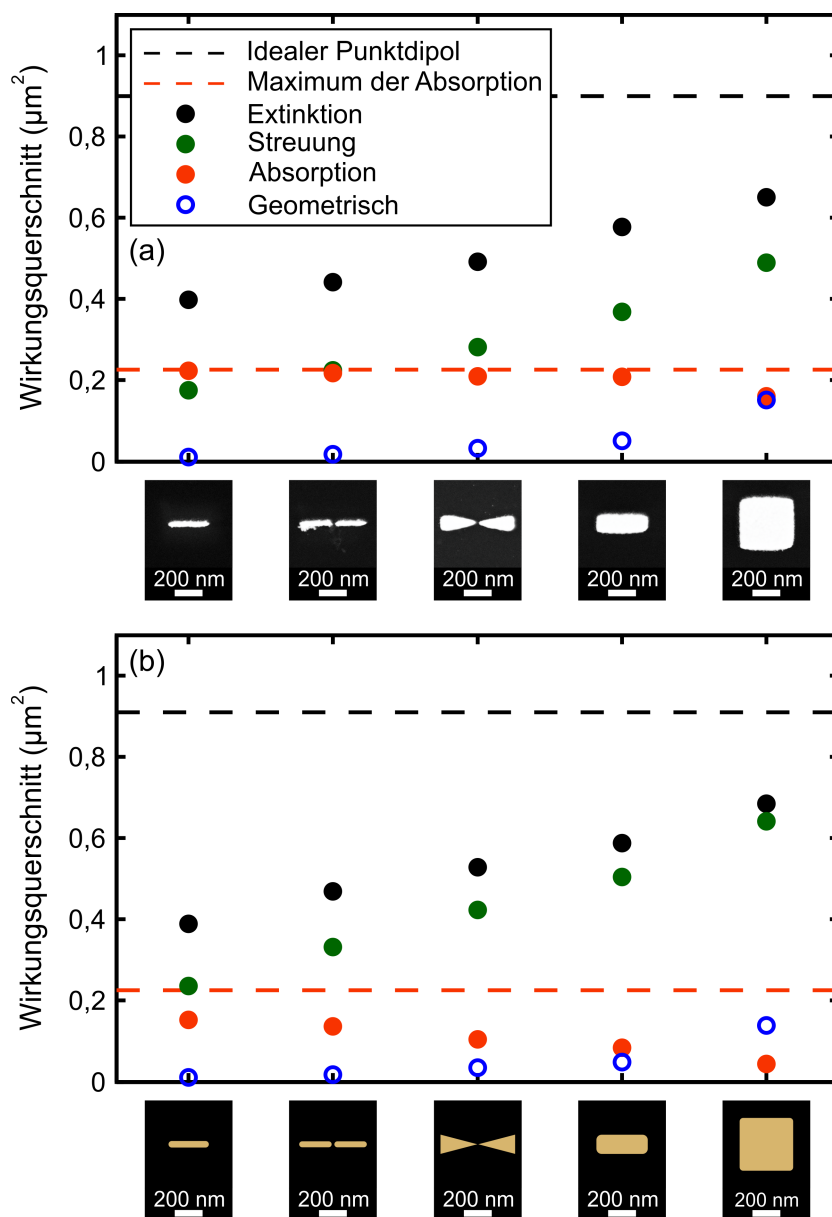 1
0,8
0,6
0,4
0,2
0
Wirkungsquerschnitt (µm²)
Idealer Punktdipol
Maximum der Absorption
Extinktion
Streuung
Absorption
Geometrisch
(a)
200 nm
200 nm
200 nm
200 nm
200 nm
(b)
1
0,8
0,6
0,4
0,2
0
Wirkungsquerschnitt (µm²)
200 nm
200 nm
200 nm
200 nm
200 nm